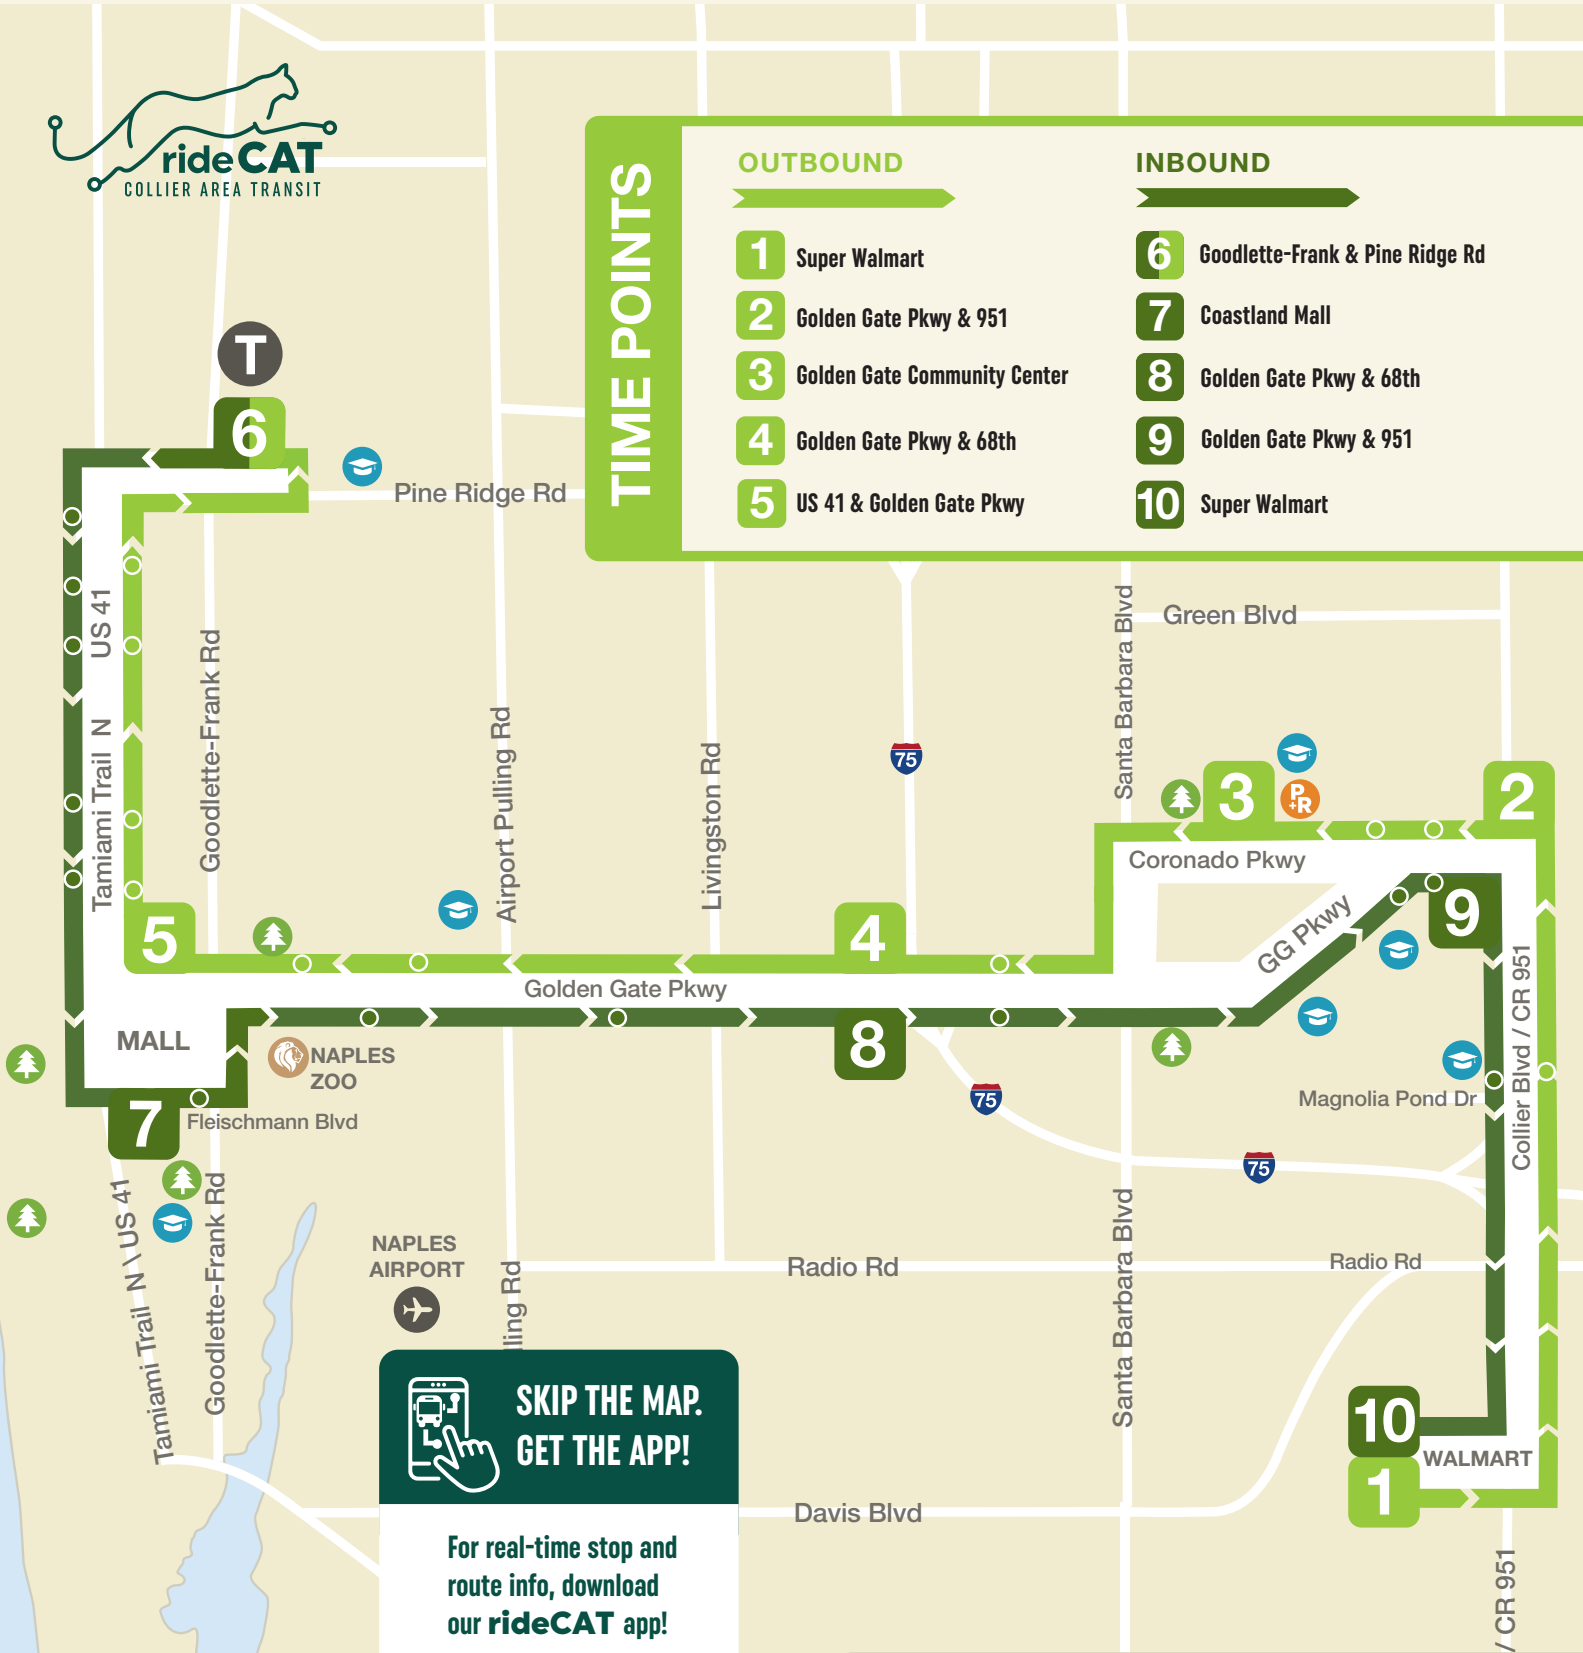 rideCAT
COLLIER AREA TRANSIT
TIME POINTS
OUTBOUND
1 Super Walmart
2 Golden Gate Pkwy & 951
3 Golden Gate Community Center
4 Golden Gate Pkwy & 68th
5 US 41 & Golden Gate Pkwy
INBOUND
6 Goodlette-Frank & Pine Ridge Rd
7 Coastland Mall
8 Golden Gate Pkwy & 68th
9 Golden Gate Pkwy & 951
10 Super Walmart
T
6
Pine Ridge Rd
US 41
Tamiami Trail N
Goodlette-Frank Rd
Airport Pulling Rd
Livingston Rd
75
Santa Barbara Blvd
Green Blvd
3
P+R
2
Coronado Pkwy
GG Pkwy
9
5
4
Golden Gate Pkwy
8
MALL
NAPLES
ZOO
7
Fleischmann Blvd
75
75
Magnolia Pond Dr
Collier Blvd / CR 951
Tamiami Trail N \ US 41
Goodlette-Frank Rd
NAPLES
AIRPORT
lling Rd
Radio Rd
Santa Barbara Blvd
Radio Rd
10
WALMART
1
Davis Blvd
/ CR 951
SKIP THE MAP.
GET THE APP!
For real-time stop and
route info, download
our rideCAT app!